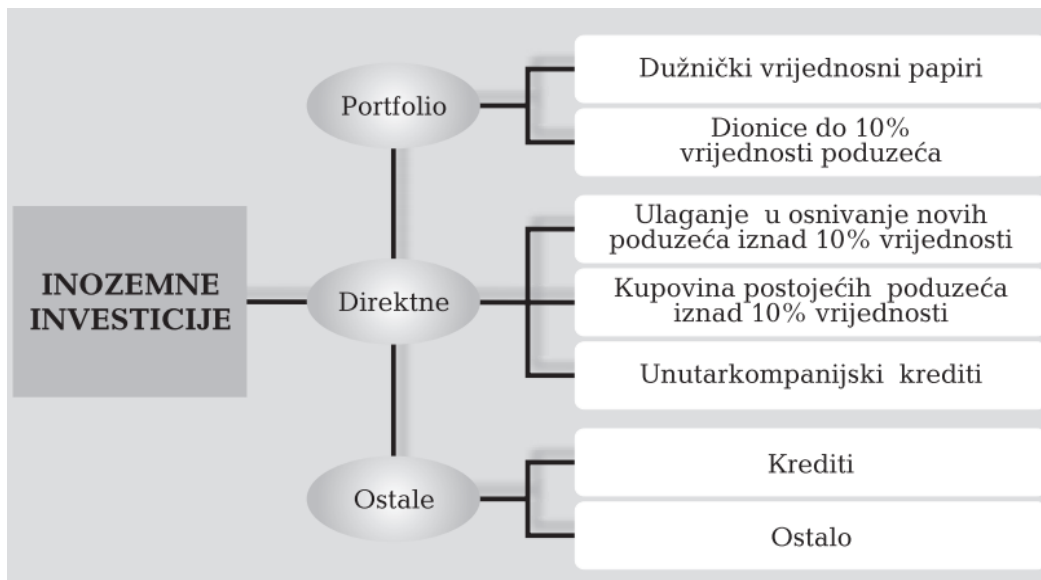 INOZEMNE
INVESTICIJE
Portfolio
Dužnički vrijednosni papiri
Dionice do 10%
vrijednosti poduzeća
Direktne
Ulaganje u osnivanje novih
poduzeća iznad 10% vrijednosti
Kupovina postojećih poduzeća
iznad 10% vrijednosti
Unutarkompanijski krediti
Ostale
Krediti
Ostalo